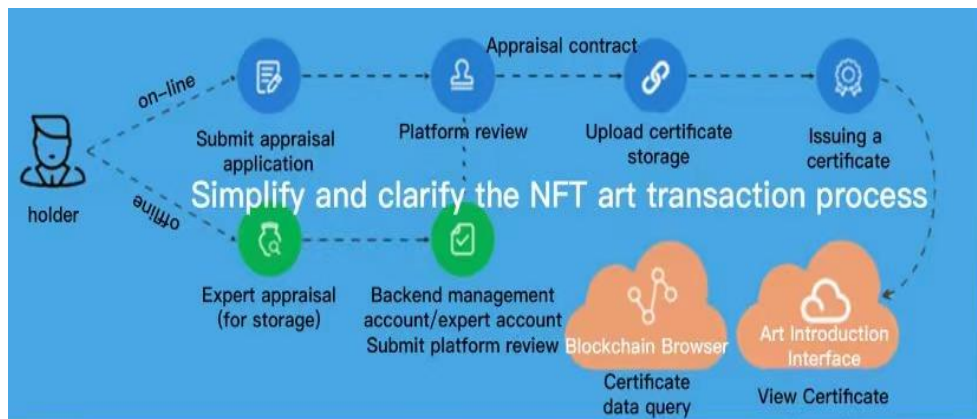 Appraisal contract
on-line
Submit appraisal
application
Platform review
Upload certificate
storage
Issuing a
certificate
holder
Simplify and clarify the NFT art transaction process
offline
Expert appraisal
(for storage)
Backend management
account/expert account
Submit platform review
Blockchain Browser
Certificate
data query
Art Introduction
Interface
View Certificate